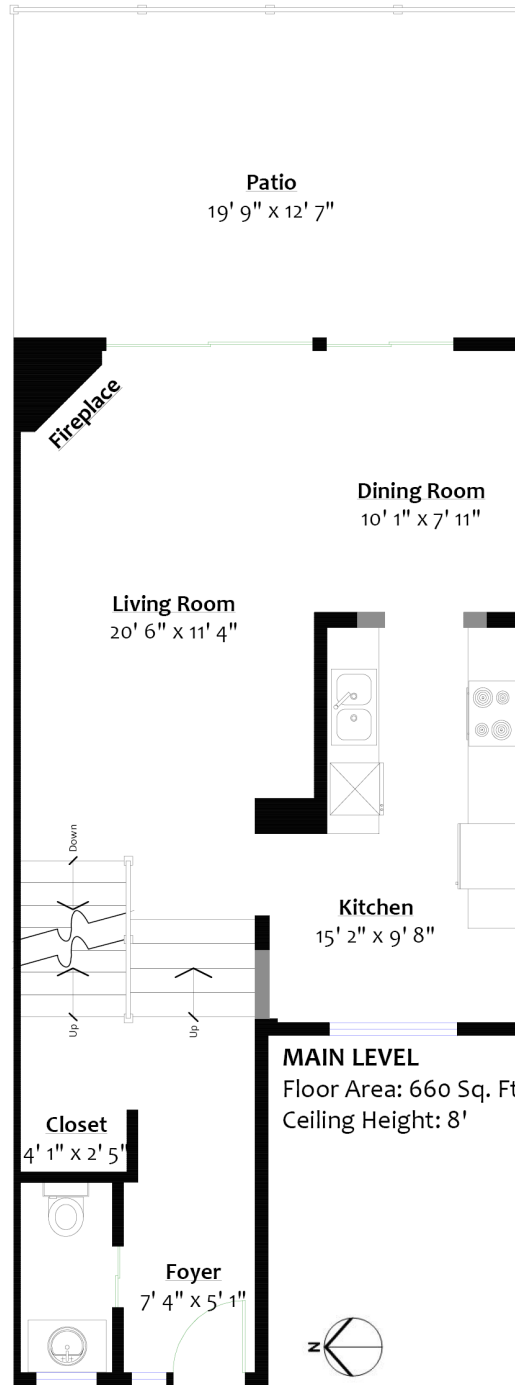 Patio
19' 9" x 12' 7"
Fireplace
Dining Room
10' 1" x 7' 11"
Living Room
20' 6" x 11' 4"
Down
Kitchen
15' 2" x 9' 8"
Up
Up
MAIN LEVEL
Floor Area: 660 Sq. Ft
Ceiling Height: 8'
Closet
4' 1" x 2' 5"
Foyer
7' 4" x 5' 1"
N